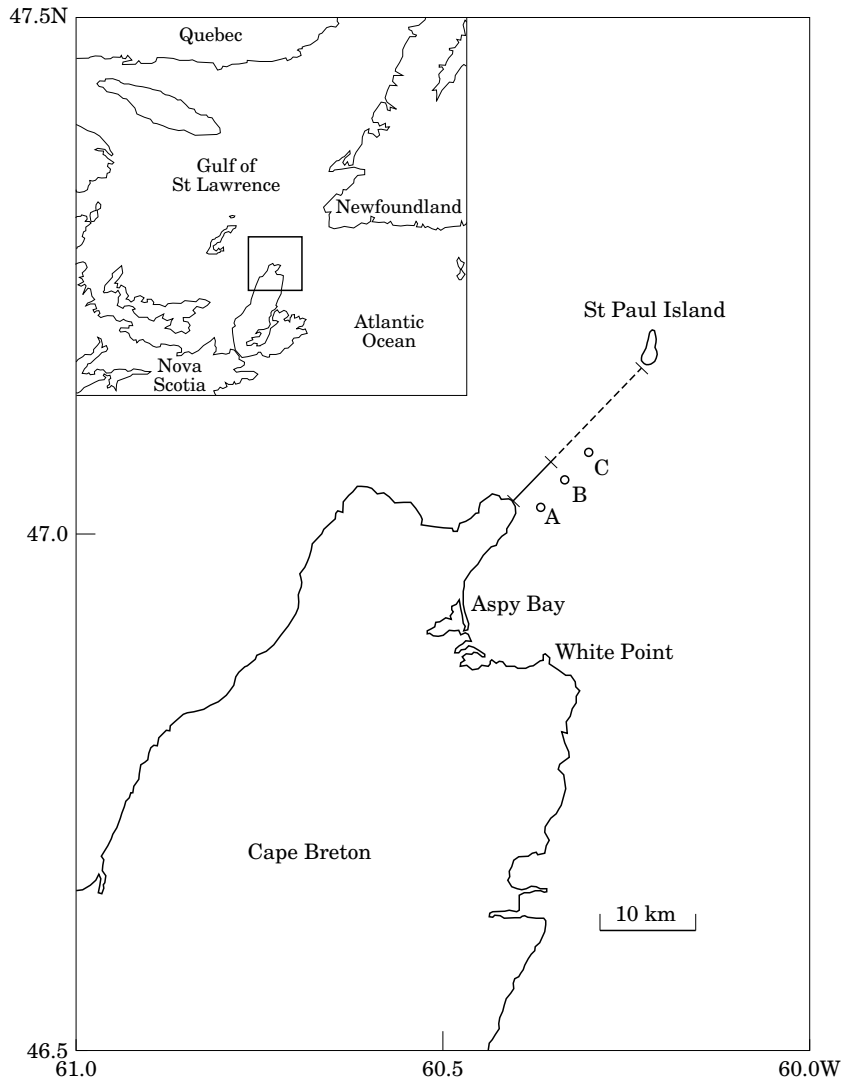 47.5N
Quebec
Gulf of
St Lawrence
Newfoundland
Atlantic
Ocean
Nova
Scotia
St Paul Island
C
B
A
47.0
Aspy Bay
White Point
Cape Breton
10 km
46.5
61.0
60.5
60.0W